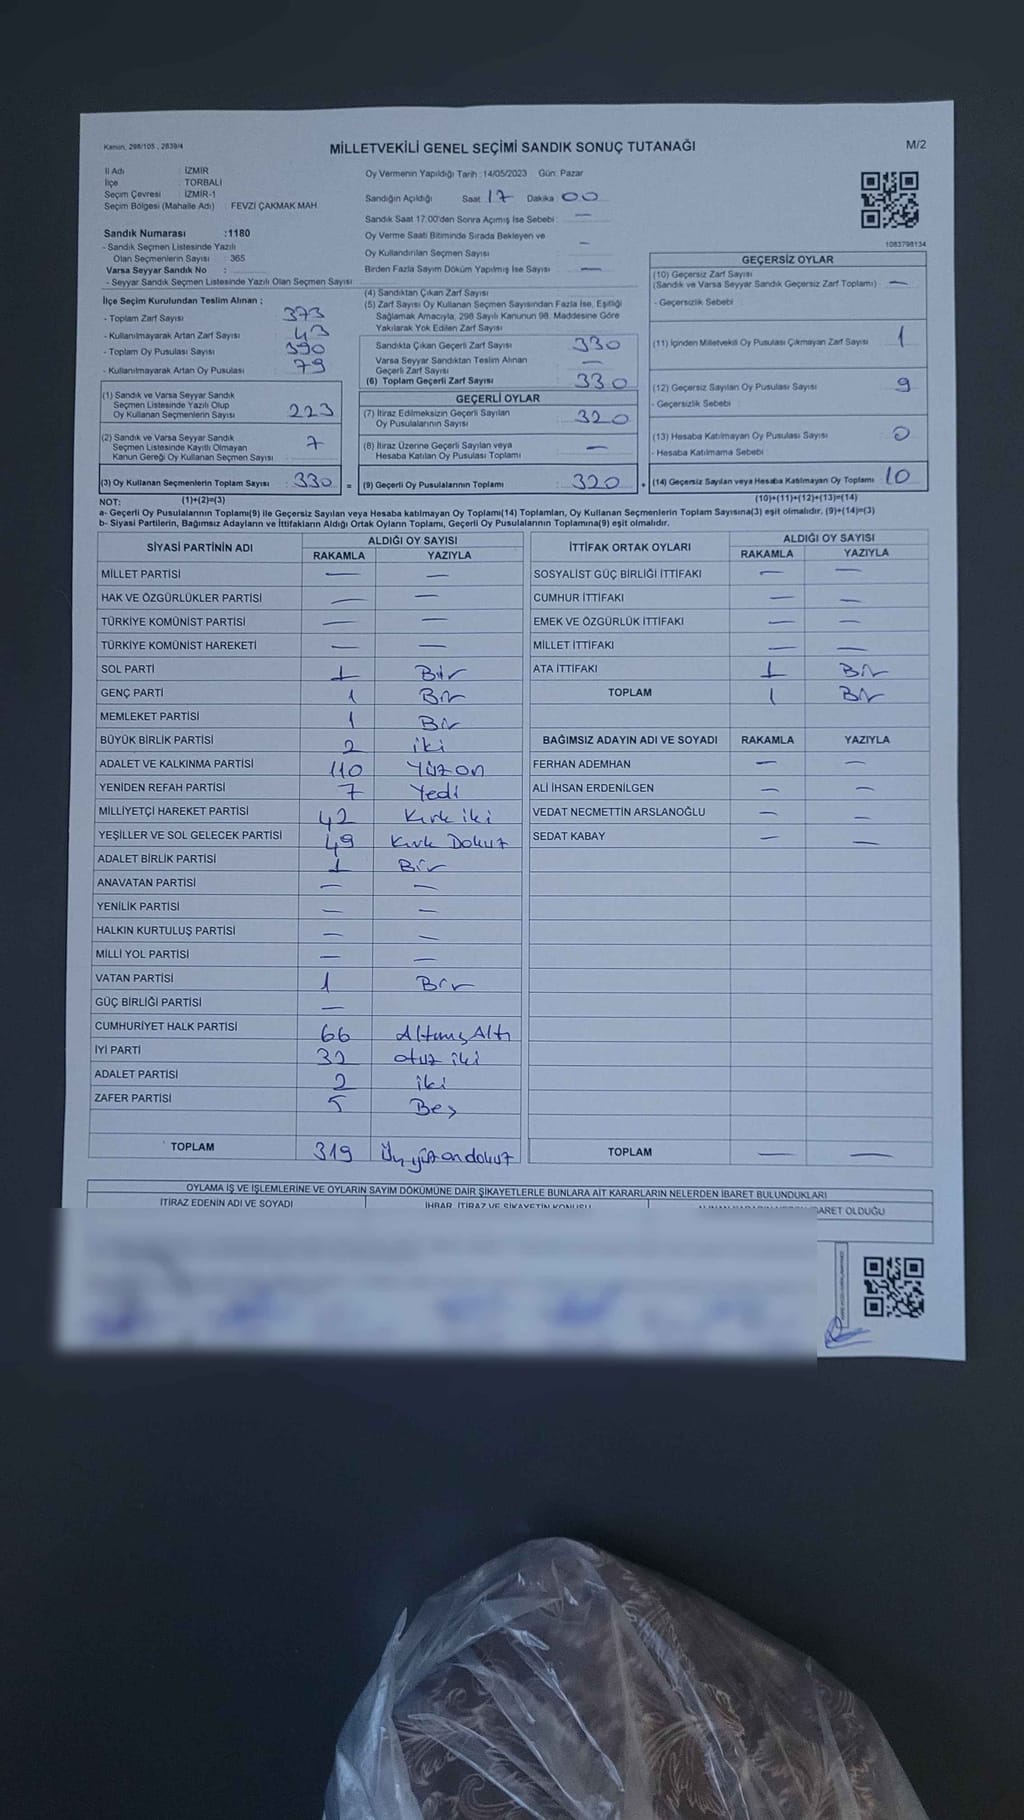 Kanun, 298/105 , 2839/4
MİLLETVEKİLİ GENEL SEÇİMİ SANDIK SONUÇ TUTANAĞI
M/2
İl Adı : İZMİR
İlçe : TORBALI
Seçim Çevresi : İZMİR-1
Seçim Bölgesi (Mahalle Adı) : FEVZİ ÇAKMAK MAH.
Sandık Numarası :1180
- Sandık Seçmen Listesinde Yazılı
Olan Seçmenlerin Sayısı : 365
Varsa Seyyar Sandık No :
- Seyyar Sandık Seçmen Listesinde Yazılı Olan Seçmen Sayısı
Oy Vermenin Yapıldığı Tarih :14/05/2023 Gün: Pazar
Sandığın Açıldığı Saat 17 Dakika 00
Sandık Saat 17:00'den Sonra Açımış İse Sebebi : —
Oy Verme Saati Bitiminde Sırada Bekleyen ve
Oy Kullandırılan Seçmen Sayısı —
Birden Fazla Sayım Döküm Yapılmış İse Sayısı —
1083798134
İlçe Seçim Kurulundan Teslim Alınan ;
- Toplam Zarf Sayısı : 373
- Kullanılmayarak Artan Zarf Sayısı : 43
- Toplam Oy Pusulası Sayısı : 390
- Kullanılmayarak Artan Oy Pusulası : 79
(1) Sandık ve Varsa Seyyar Sandık
Seçmen Listesinde Yazılı Olup
Oy Kullanan Seçmenlerin Sayısı : 223
(2) Sandık ve Varsa Seyyar Sandık
Seçmen Listesinde Kayıtlı Olmayan
Kanun Gereği Oy Kullanan Seçmen Sayısı : 7
(3) Oy Kullanan Seçmenlerin Toplam Sayısı : 330
(1)+(2)=(3)
(4) Sandıktan Çıkan Zarf Sayısı
(5) Zarf Sayısı Oy Kullanan Seçmen Sayısından Fazla İse, Eşitliği
Sağlamak Amacıyla, 298 Sayılı Kanunun 98. Maddesine Göre
Yakılarak Yok Edilen Zarf Sayısı
Sandıkta Çıkan Geçerli Zarf Sayısı 330
Varsa Seyyar Sandıktan Teslim Alınan
Geçerli Zarf Sayısı —
(6) Toplam Geçerli Zarf Sayısı 330
GEÇERLİ OYLAR
(7) İtiraz Edilmeksizin Geçerli Sayılan
Oy Pusulalarının Sayısı 320
(8) İtiraz Üzerine Geçerli Sayılan veya
Hesaba Katılan Oy Pusulası Toplamı —
= (9) Geçerli Oy Pusulalarının Toplamı 320
GEÇERSİZ OYLAR
(10) Geçersiz Zarf Sayısı
(Sandık ve Varsa Seyyar Sandık Geçersiz Zarf Toplamı) —
- Geçersizlik Sebebi
(11) İçinden Milletvekili Oy Pusulası Çıkmayan Zarf Sayısı 1
(12) Geçersiz Sayılan Oy Pusulası Sayısı 9
- Geçersizlik Sebebi :
(13) Hesaba Katılmayan Oy Pusulası Sayısı 0
- Hesaba Katılmama Sebebi
+ (14) Geçersiz Sayılan veya Hesaba Katılmayan Oy Toplamı 10
(10)+(11)+(12)+(13)=(14)
NOT:
a- Geçerli Oy Pusulalarının Toplamı(9) ile Geçersiz Sayılan veya Hesaba katılmayan Oy Toplamı(14) Toplamları, Oy Kullanan Seçmenlerin Toplam Sayısına(3) eşit olmalıdır. (9)+(14)=(3)
b- Siyasi Partilerin, Bağımsız Adayların ve İttifakların Aldığı Ortak Oyların Toplamı, Geçerli Oy Pusulalarının Toplamına(9) eşit olmalıdır.
SİYASİ PARTİNİN ADI ALDIĞI OY SAYISI
RAKAMLA YAZIYLA
MİLLET PARTİSİ — —
HAK VE ÖZGÜRLÜKLER PARTİSİ — —
TÜRKİYE KOMÜNİST PARTİSİ — —
TÜRKİYE KOMÜNİST HAREKETİ — —
SOL PARTİ 1 Bir
GENÇ PARTİ 1 Bir
MEMLEKET PARTİSİ 1 Bir
BÜYÜK BİRLİK PARTİSİ 2 iki
ADALET VE KALKINMA PARTİSİ 110 Yüz on
YENİDEN REFAH PARTİSİ 7 Yedi
MİLLİYETÇİ HAREKET PARTİSİ 42 Kırk iki
YEŞİLLER VE SOL GELECEK PARTİSİ 49 Kırk Dokuz
ADALET BİRLİK PARTİSİ 1 Bir
ANAVATAN PARTİSİ — —
YENİLİK PARTİSİ — —
HALKIN KURTULUŞ PARTİSİ — —
MİLLİ YOL PARTİSİ — —
VATAN PARTİSİ 1 Bir
GÜÇ BİRLİĞİ PARTİSİ —
CUMHURİYET HALK PARTİSİ 66 Altmış Altı
İYİ PARTİ 32 otuz iki
ADALET PARTİSİ 2 iki
ZAFER PARTİSİ 5 Beş
TOPLAM 319 Üç yüz on dokuz
İTTİFAK ORTAK OYLARI ALDIĞI OY SAYISI
RAKAMLA YAZIYLA
SOSYALİST GÜÇ BİRLİĞİ İTTİFAKI — —
CUMHUR İTTİFAKI — —
EMEK VE ÖZGÜRLÜK İTTİFAKI — —
MİLLET İTTİFAKI — —
ATA İTTİFAKI 1 Bir
TOPLAM 1 Bir
BAĞIMSIZ ADAYIN ADI VE SOYADI RAKAMLA YAZIYLA
FERHAN ADEMHAN — —
ALİ İHSAN ERDENİLGEN — —
VEDAT NECMETTİN ARSLANOĞLU — —
SEDAT KABAY — —
TOPLAM — —
OYLAMA İŞ VE İŞLEMLERİNE VE OYLARIN SAYIM DÖKÜMÜNE DAİR ŞİKAYETLERLE BUNLARA AİT KARARLARIN NELERDEN İBARET BULUNDUKLARI
İTİRAZ EDENİN ADI VE SOYADI İHBAR, İTİRAZ VE ŞİKAYETİN KONUSU İBARET OLDUĞU